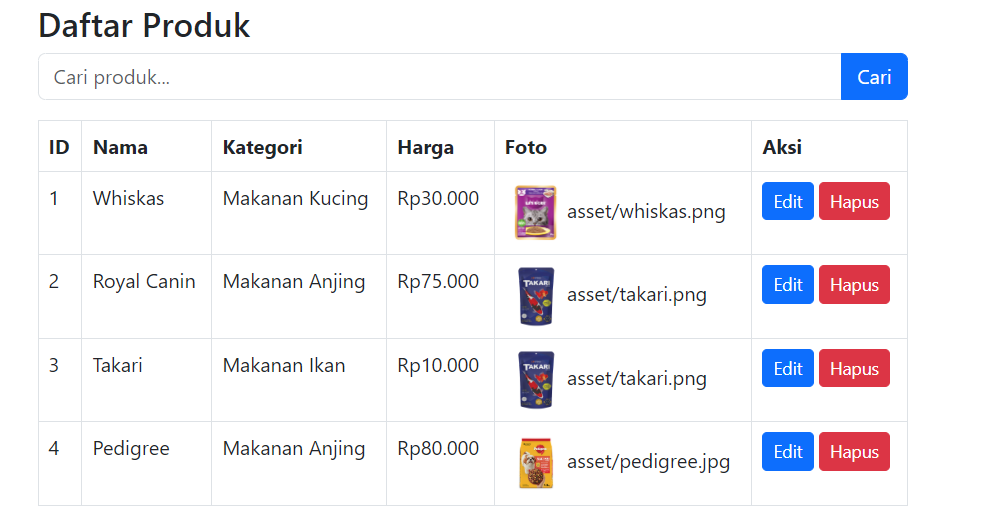 Daftar Produk
Cari produk... Cari
ID Nama Kategori Harga Foto Aksi
1 Whiskas Makanan Kucing Rp30.000 asset/whiskas.png Edit Hapus
2 Royal Canin Makanan Anjing Rp75.000 TAKARI asset/takari.png Edit Hapus
3 Takari Makanan Ikan Rp10.000 TAKARI asset/takari.png Edit Hapus
4 Pedigree Makanan Anjing Rp80.000 asset/pedigree.jpg Edit Hapus